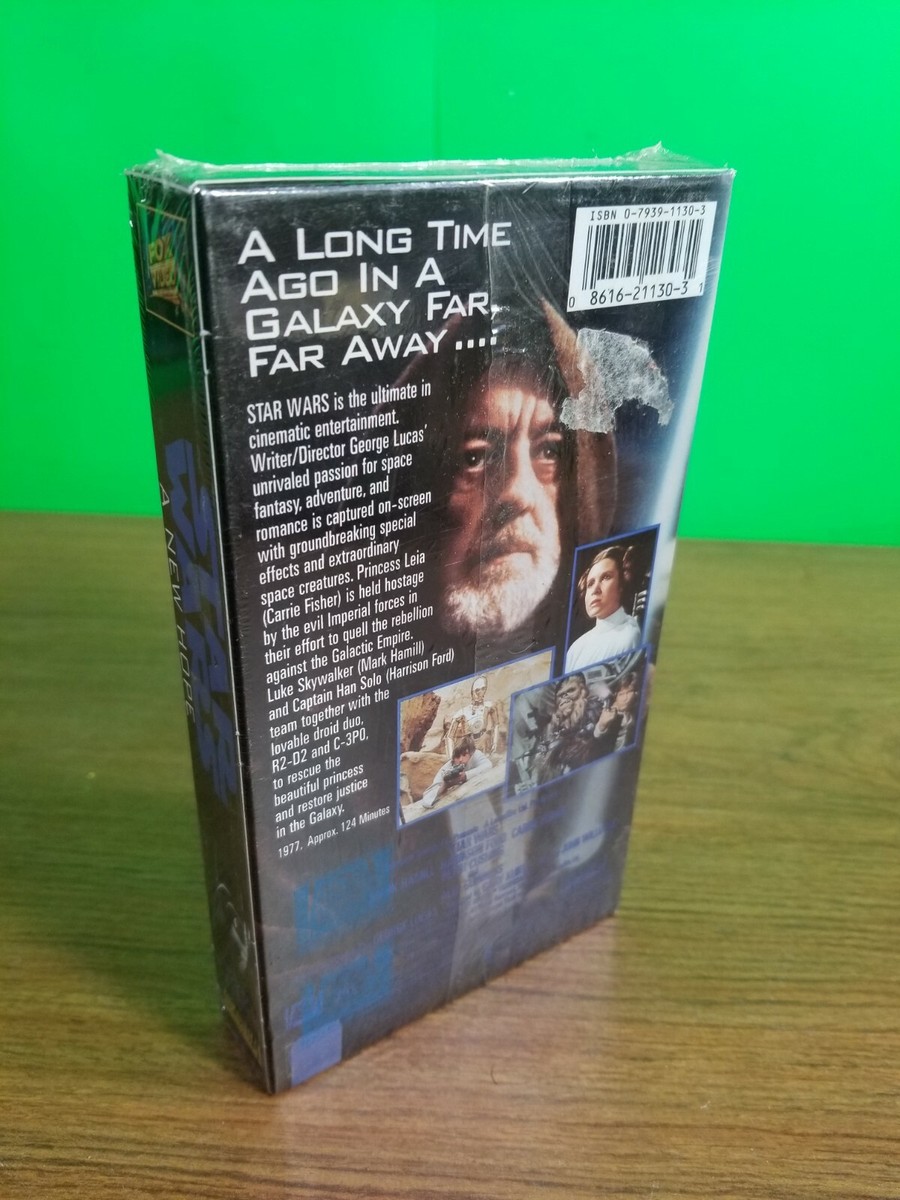 ISBN 0-7939-1130-3
0 8616-21130-3 1
A LONG TIME
AGO IN A
GALAXY FAR,
FAR AWAY....
STAR WARS is the ultimate in
cinematic entertainment.
Writer/Director George Lucas'
unrivaled passion for space
fantasy, adventure, and
romance is captured on-screen
with groundbreaking special
effects and extraordinary
space creatures. Princess Leia
(Carrie Fisher) is held hostage
by the evil Imperial forces in
their effort to quell the rebellion
against the Galactic Empire.
Luke Skywalker (Mark Hamill)
and Captain Han Solo (Harrison Ford)
team together with the
lovable droid duo,
R2-D2 and C-3PO,
to rescue the
beautiful princess
and restore justice
in the Galaxy.
1977. Approx. 124 Minutes
FOX
VIDEO
STAR
WARS
A NEW HOPE